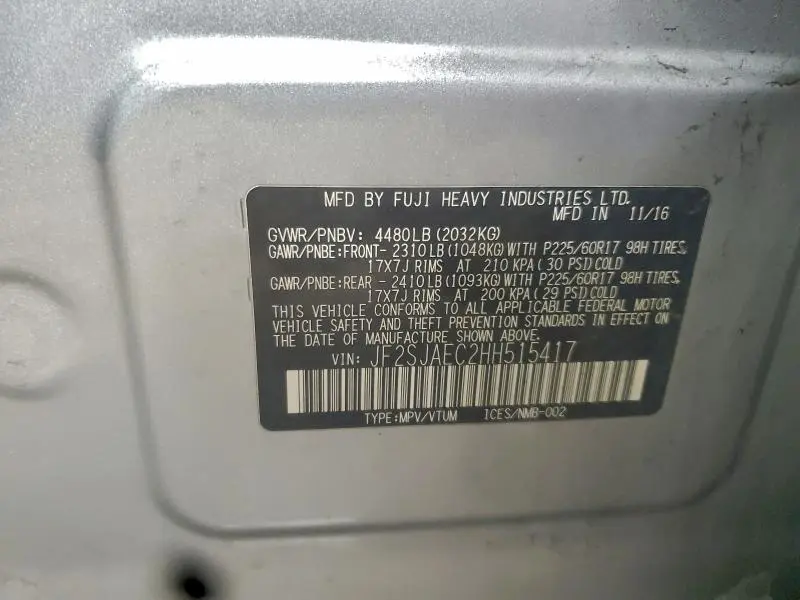 MFD BY FUJI HEAVY INDUSTRIES LTD.
MFD IN 11/16
GVWR/PNBV: 4480LB(2032KG)
GAWR/PNBE:FRONT-2310LB(1048KG)WITH P225/60R17 98H TIRES,
17X7J RIMS AT 210 KPA(30 PSI)COLD
GAWR/PNBE:REAR -2410LB(1093KG)WITH P225/60R17 98H TIRES,
17X7J RIMS AT 200 KPA(29 PSI)COLD
THIS VEHICLE CONFORMS TO ALL APPLICABLE FEDERAL MOTOR
VEHICLE SAFETY AND THEFT PREVENTION STANDARDS IN EFFECT ON
THE DATE OF MANUFACTURE SHOWN ABOVE.
VIN: JF2SJAEC2HH515417
TYPE:MPV/VTUM ICES/NMB-002